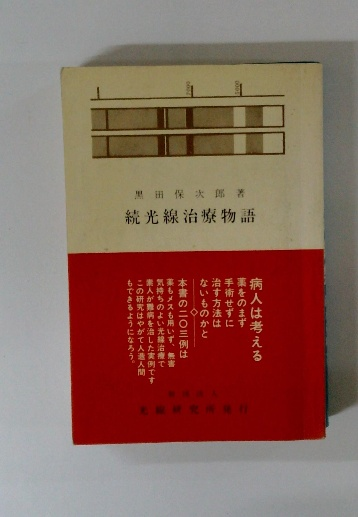 黒田保次郎著
続光線治療物語
病人は考える
薬をのまず
手術せずに
治す方法は
ないものかと
◇
本書の二〇三例は
薬もメスも用いず、無害
気持ちのよい光線治療で
素人が難病を治した実例です
この研究はやがて人造人間
もできるようになろう。
光線研究所発行